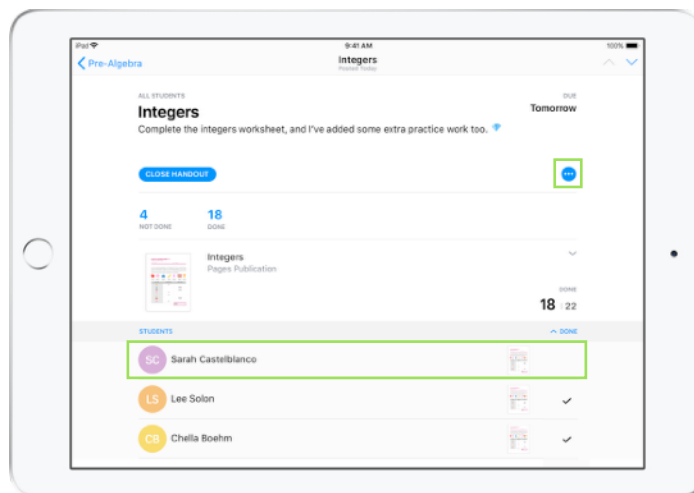 iPad 9:41 AM 100%
Pre-Algebra Integers
Posted Today
ALL STUDENTS DUE
Integers Tomorrow
Complete the integers worksheet, and I've added some extra practice work too.
CLOSE HANDOUT
4 18
NOT DONE DONE
Integers
Pages Publication
DONE
18 22
STUDENTS DONE
SC Sarah Castelblanco
LS Lee Solon
CB Chella Boehm